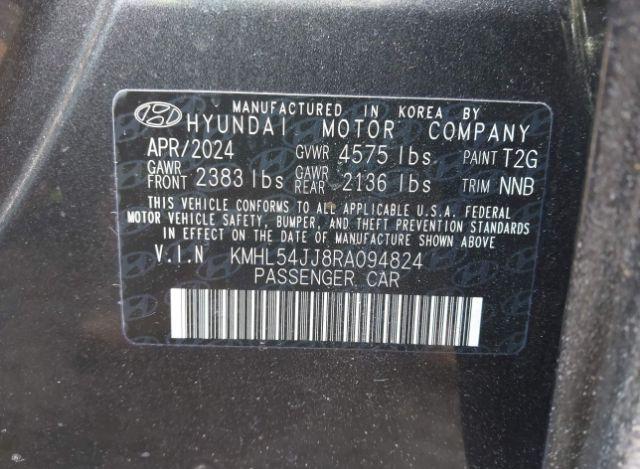 MANUFACTURED IN KOREA BY
HYUNDAI MOTOR COMPANY
APR/2024 GVWR 4575 lbs. PAINT T2G
GAWR FRONT 2383 lbs GAWR REAR 2136 lbs TRIM NNB
THIS VEHICLE CONFORMS TO ALL APPLICABLE U.S.A. FEDERAL
MOTOR VEHICLE SAFETY, BUMPER, AND THEFT PREVENTION STANDARDS
IN EFFECT ON THE DATE OF MANUFACTURE SHOWN ABOVE
V.I.N KMHL54JJ8RA094824
PASSENGER CAR